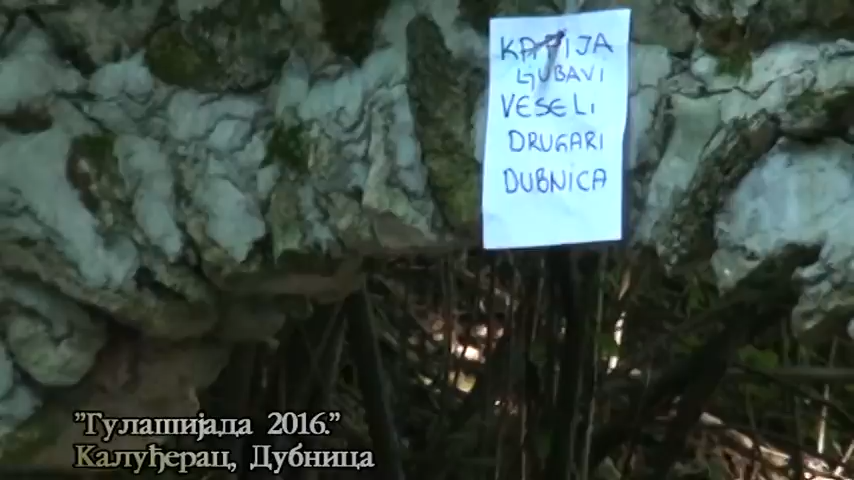 KAPIJA
LJUBAVI
VESELI
DRUGARI
DUBNICA
"Гулашијада 2016."
Калуђерац, Дубница